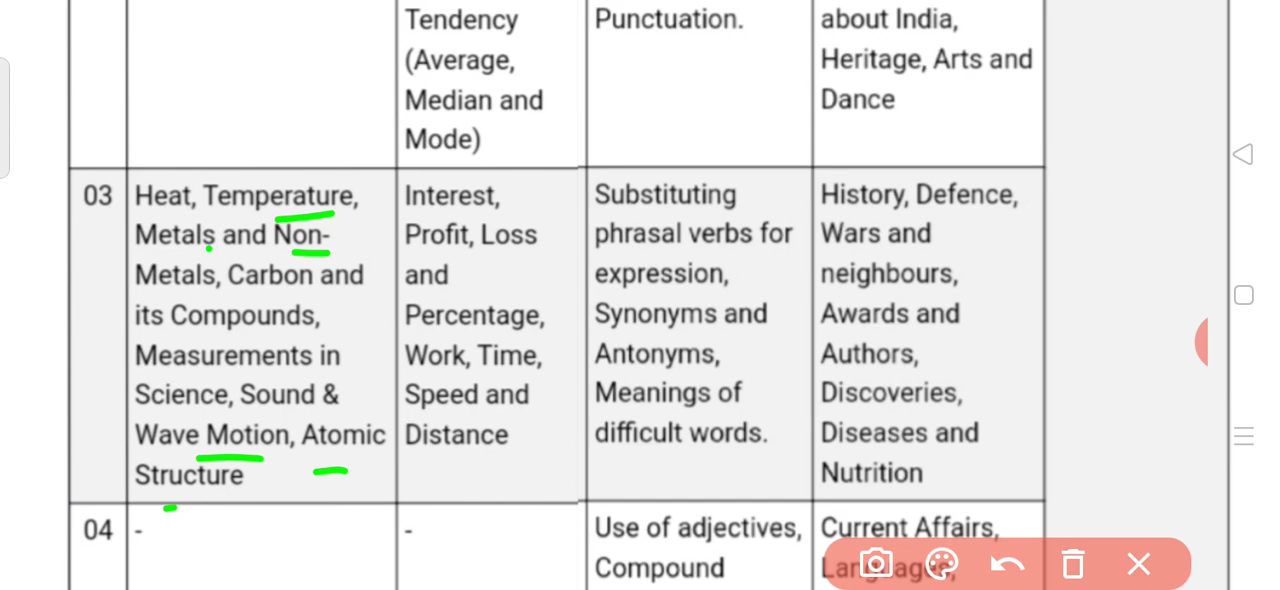 Tendency
(Average,
Median and
Mode)
Punctuation.
about India,
Heritage, Arts and
Dance
03
Heat, Temperature,
Metals and Non-
Metals, Carbon and
its Compounds,
Measurements in
Science, Sound &
Wave Motion, Atomic
Structure
Interest,
Profit, Loss
and
Percentage,
Work, Time,
Speed and
Distance
Substituting
phrasal verbs for
expression,
Synonyms and
Antonyms,
Meanings of
difficult words.
History, Defence,
Wars and
neighbours,
Awards and
Authors,
Discoveries,
Diseases and
Nutrition
04
-
-
Use of adjectives,
Compound
Current Affairs,
Languages,